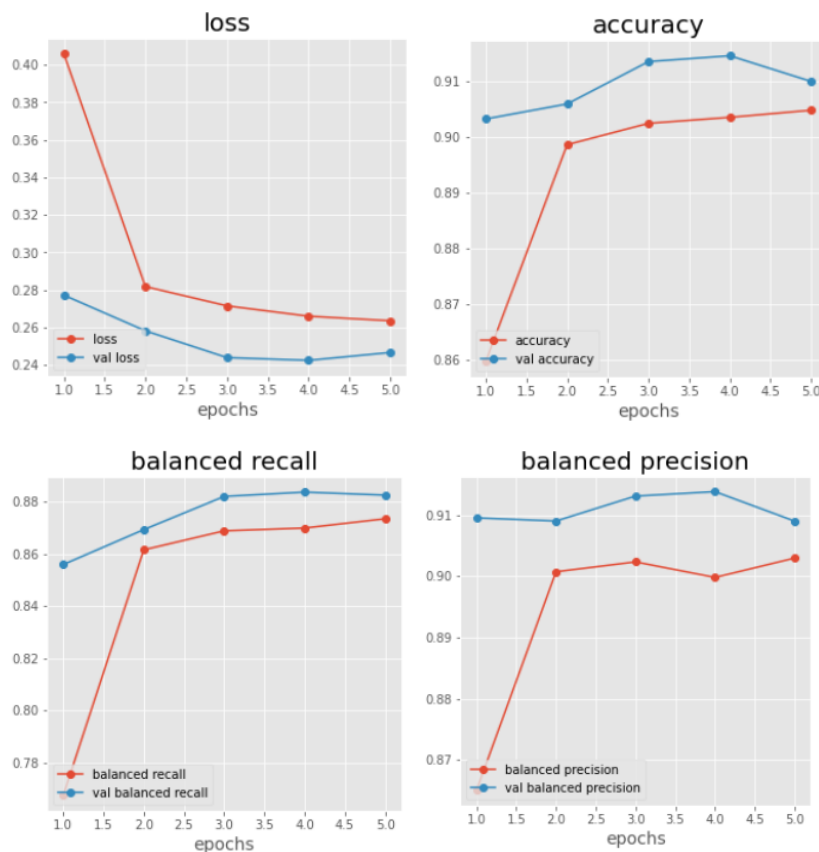 loss
0.40
0.38
0.36
0.34
0.32
0.30
0.28
0.26
0.24
loss
val loss
1.0 1.5 2.0 2.5 3.0 3.5 4.0 4.5 5.0
epochs
accuracy
0.91
0.90
0.89
0.88
0.87
0.86
accuracy
val accuracy
1.0 1.5 2.0 2.5 3.0 3.5 4.0 4.5 5.0
epochs
balanced recall
0.88
0.86
0.84
0.82
0.80
0.78
balanced recall
val balanced recall
1.0 1.5 2.0 2.5 3.0 3.5 4.0 4.5 5.0
epochs
balanced precision
0.91
0.90
0.89
0.88
0.87
balanced precision
val balanced precision
1.0 1.5 2.0 2.5 3.0 3.5 4.0 4.5 5.0
epochs